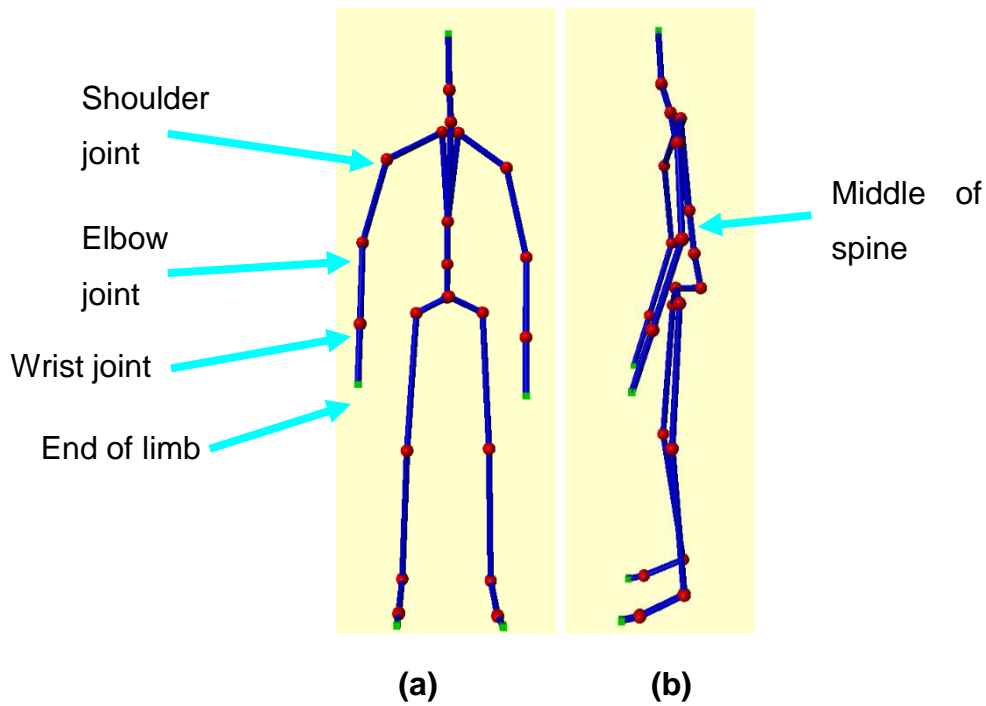 Shoulder
joint
Elbow
joint
Wrist joint
End of limb
Middle of
spine
(a)
(b)